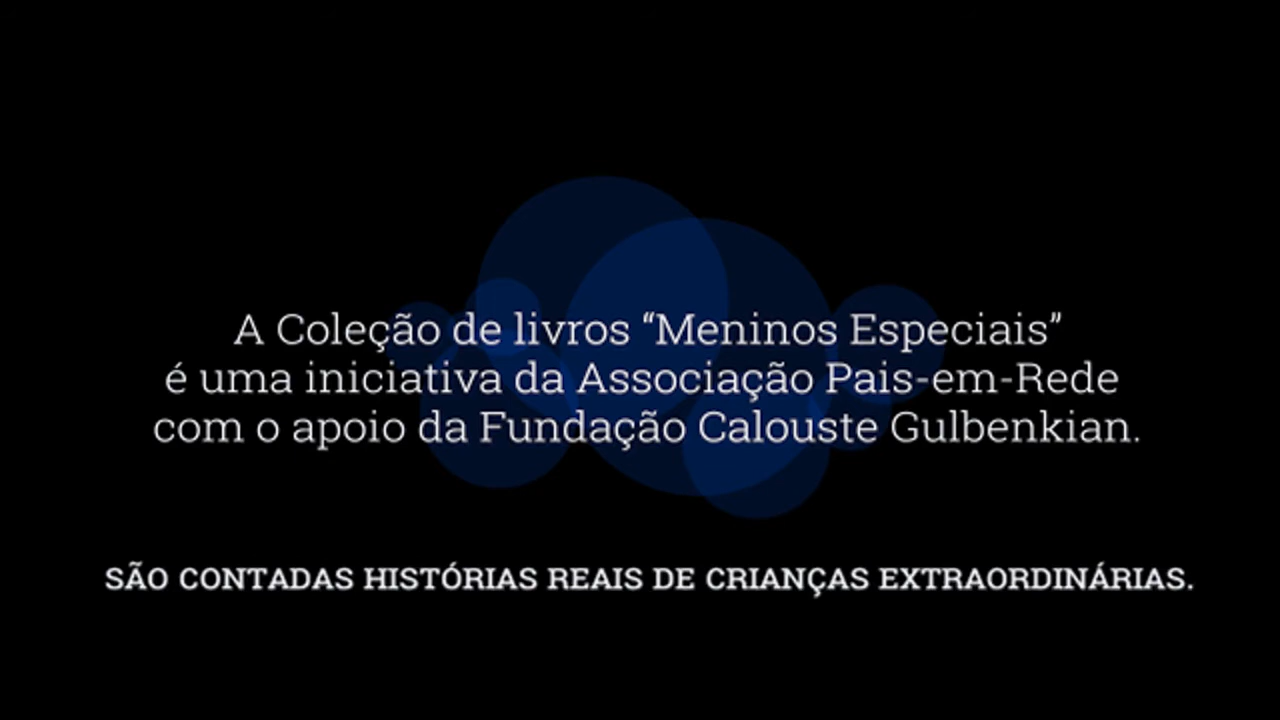 A Coleção de livros “Meninos Especiais”
é uma iniciativa da Associação Pais-em-Rede
com o apoio da Fundação Calouste Gulbenkian.
SÃO CONTADAS HISTÓRIAS REAIS DE CRIANÇAS EXTRAORDINÁRIAS.